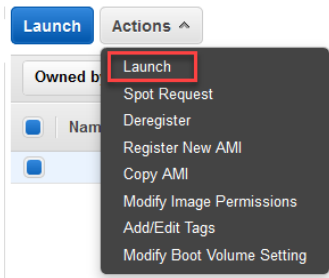 Launch
Actions
Launch
Owned b
Spot Request
Deregister
Nam
Register New AMI
Copy AMI
Modify Image Permissions
Add/Edit Tags
Modify Boot Volume Setting